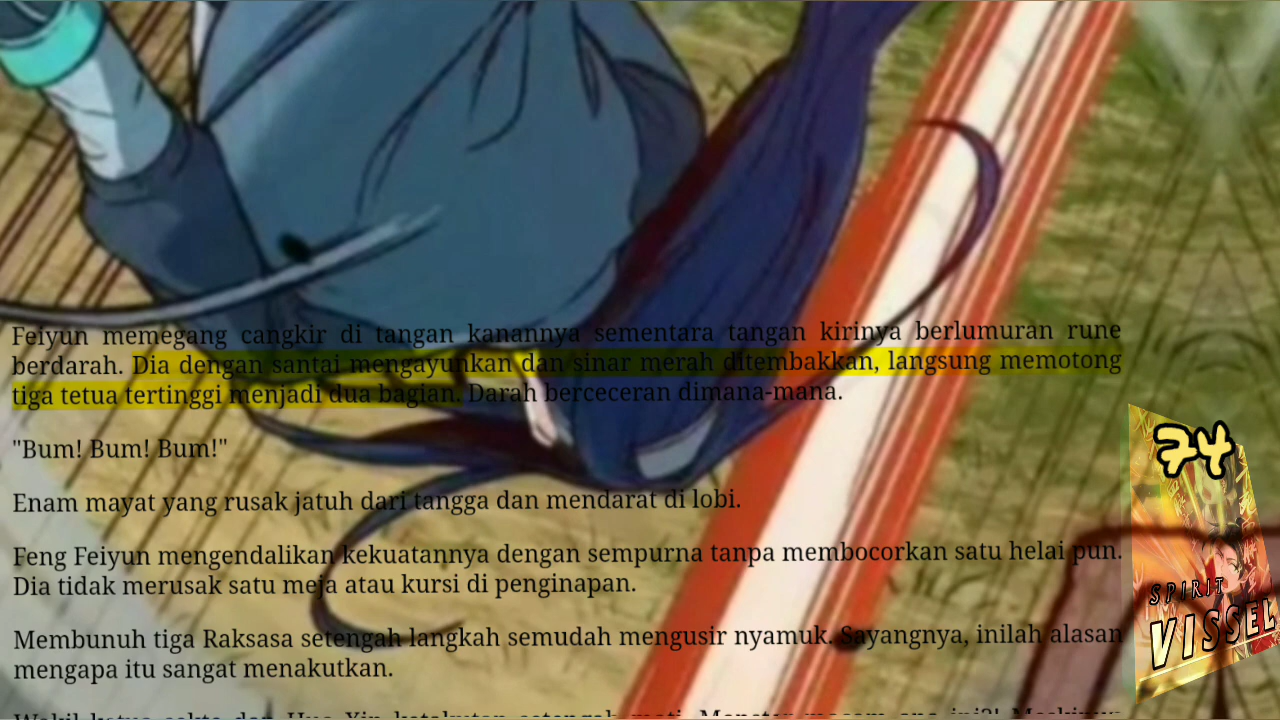 Feiyun memegang cangkir di tangan kanannya sementara tangan kirinya berlumuran rune
berdarah. Dia dengan santai mengayunkan dan sinar merah ditembakkan, langsung memotong
tiga tetua tertinggi menjadi dua bagian. Darah berceceran dimana-mana.
"Bum! Bum! Bum!"
Enam mayat yang rusak jatuh dari tangga dan mendarat di lobi.
Feng Feiyun mengendalikan kekuatannya dengan sempurna tanpa membocorkan satu helai pun.
Dia tidak merusak satu meja atau kursi di penginapan.
Membunuh tiga Raksasa setengah langkah semudah mengusir nyamuk. Sayangnya, inilah alasan
mengapa itu sangat menakutkan.
74
SPIRIT
VISSEL